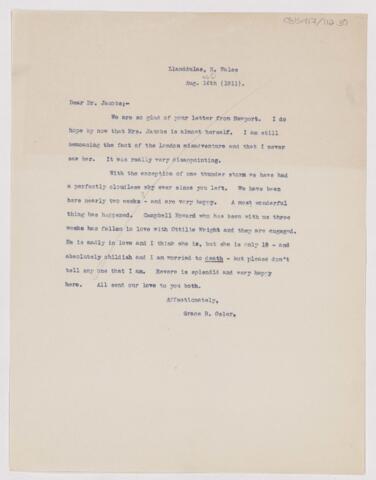 CUS417/112.30
Llanddulas, N. Wales
Aug. 16th (1911).
Dear Dr. Jacobs;-
We are so glad of your letter from Newport. I do
hope by now that Mrs. Jacobs is almost herself. I am still
bemoaning the fact of the London misadventure and that I never
saw her. It was really very disappointing.
With the exception of one thunder storm we have had
a perfectly cloudless sky ever since you left. We have been
here nearly two weeks - and are very happy. A most wonderful
thing has happened. Campbell Howard who has been with us three
weeks has fallen in love with Ottilie Wright and they are engaged.
He is madly in love and I think she is, but she is only 18 - and
absolutely childish and I am worried to death - but please don't
tell any one that I am. Revere is splendid and very happy
here. All send our love to you both.
Affectionately,
Grace R. Osler.